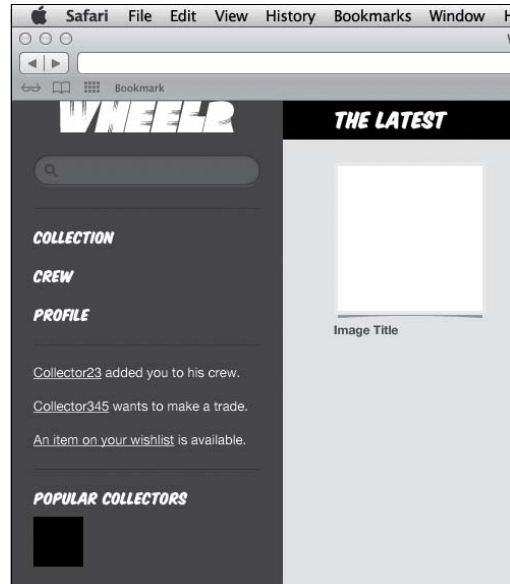 Safari File Edit View History Bookmarks Window
Bookmark
WHEELR
THE LATEST
COLLECTION
CREW
PROFILE
Image Title
Collector23 added you to his crew.
Collector345 wants to make a trade.
An item on your wishlist is available.
POPULAR COLLECTORS